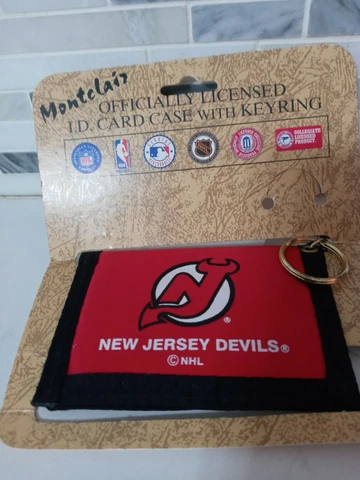 Montclair
OFFICIALLY LICENSED
I.D. CARD CASE WITH KEYRING
COLLEGIATE
LICENSED
PRODUCT
NEW JERSEY DEVILS®
© NHL